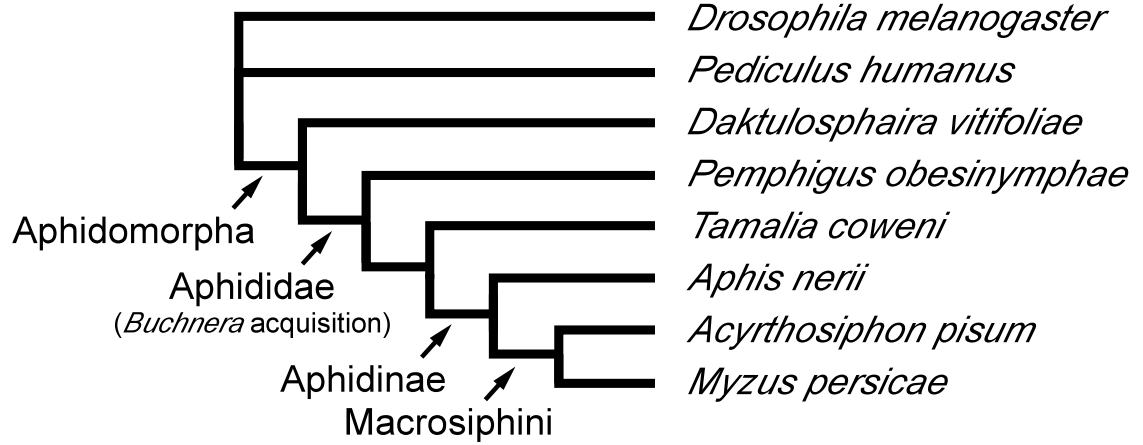 Drosophila melanogaster
Pediculus humanus
Daktulosphaira vitifoliae
Pemphigus obesinymphae
Tamalia coweni
Aphis nerii
Acyrthosiphon pisum
Myzus persicae
Aphidomorpha
Aphididae
(Buchnera acquisition)
Aphidinae
Macrosiphini